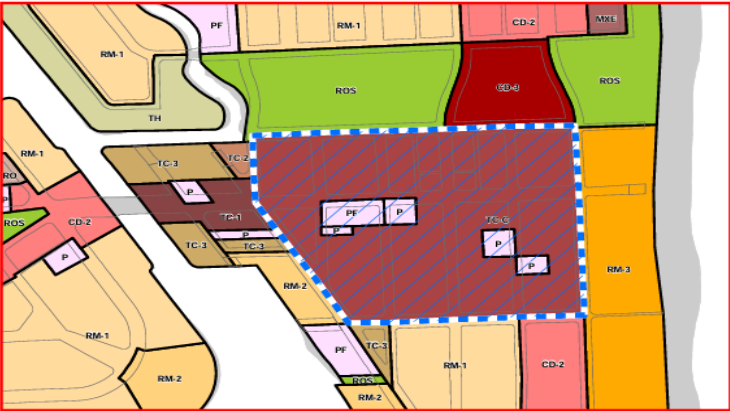 PF
RM-1
CD-2
MXE
RM-1
ROS
CD-3
ROS
TH
RM-1
TC-3
TC-2
RO
P
P
TC-1
PF
P
P
TC-C
ROS
CD-2
P
TC-3
TC-3
P
P
P
RM-3
RM-2
RM-1
PF
TC-3
RM-1
CD-2
RM-2
ROS
RM-2